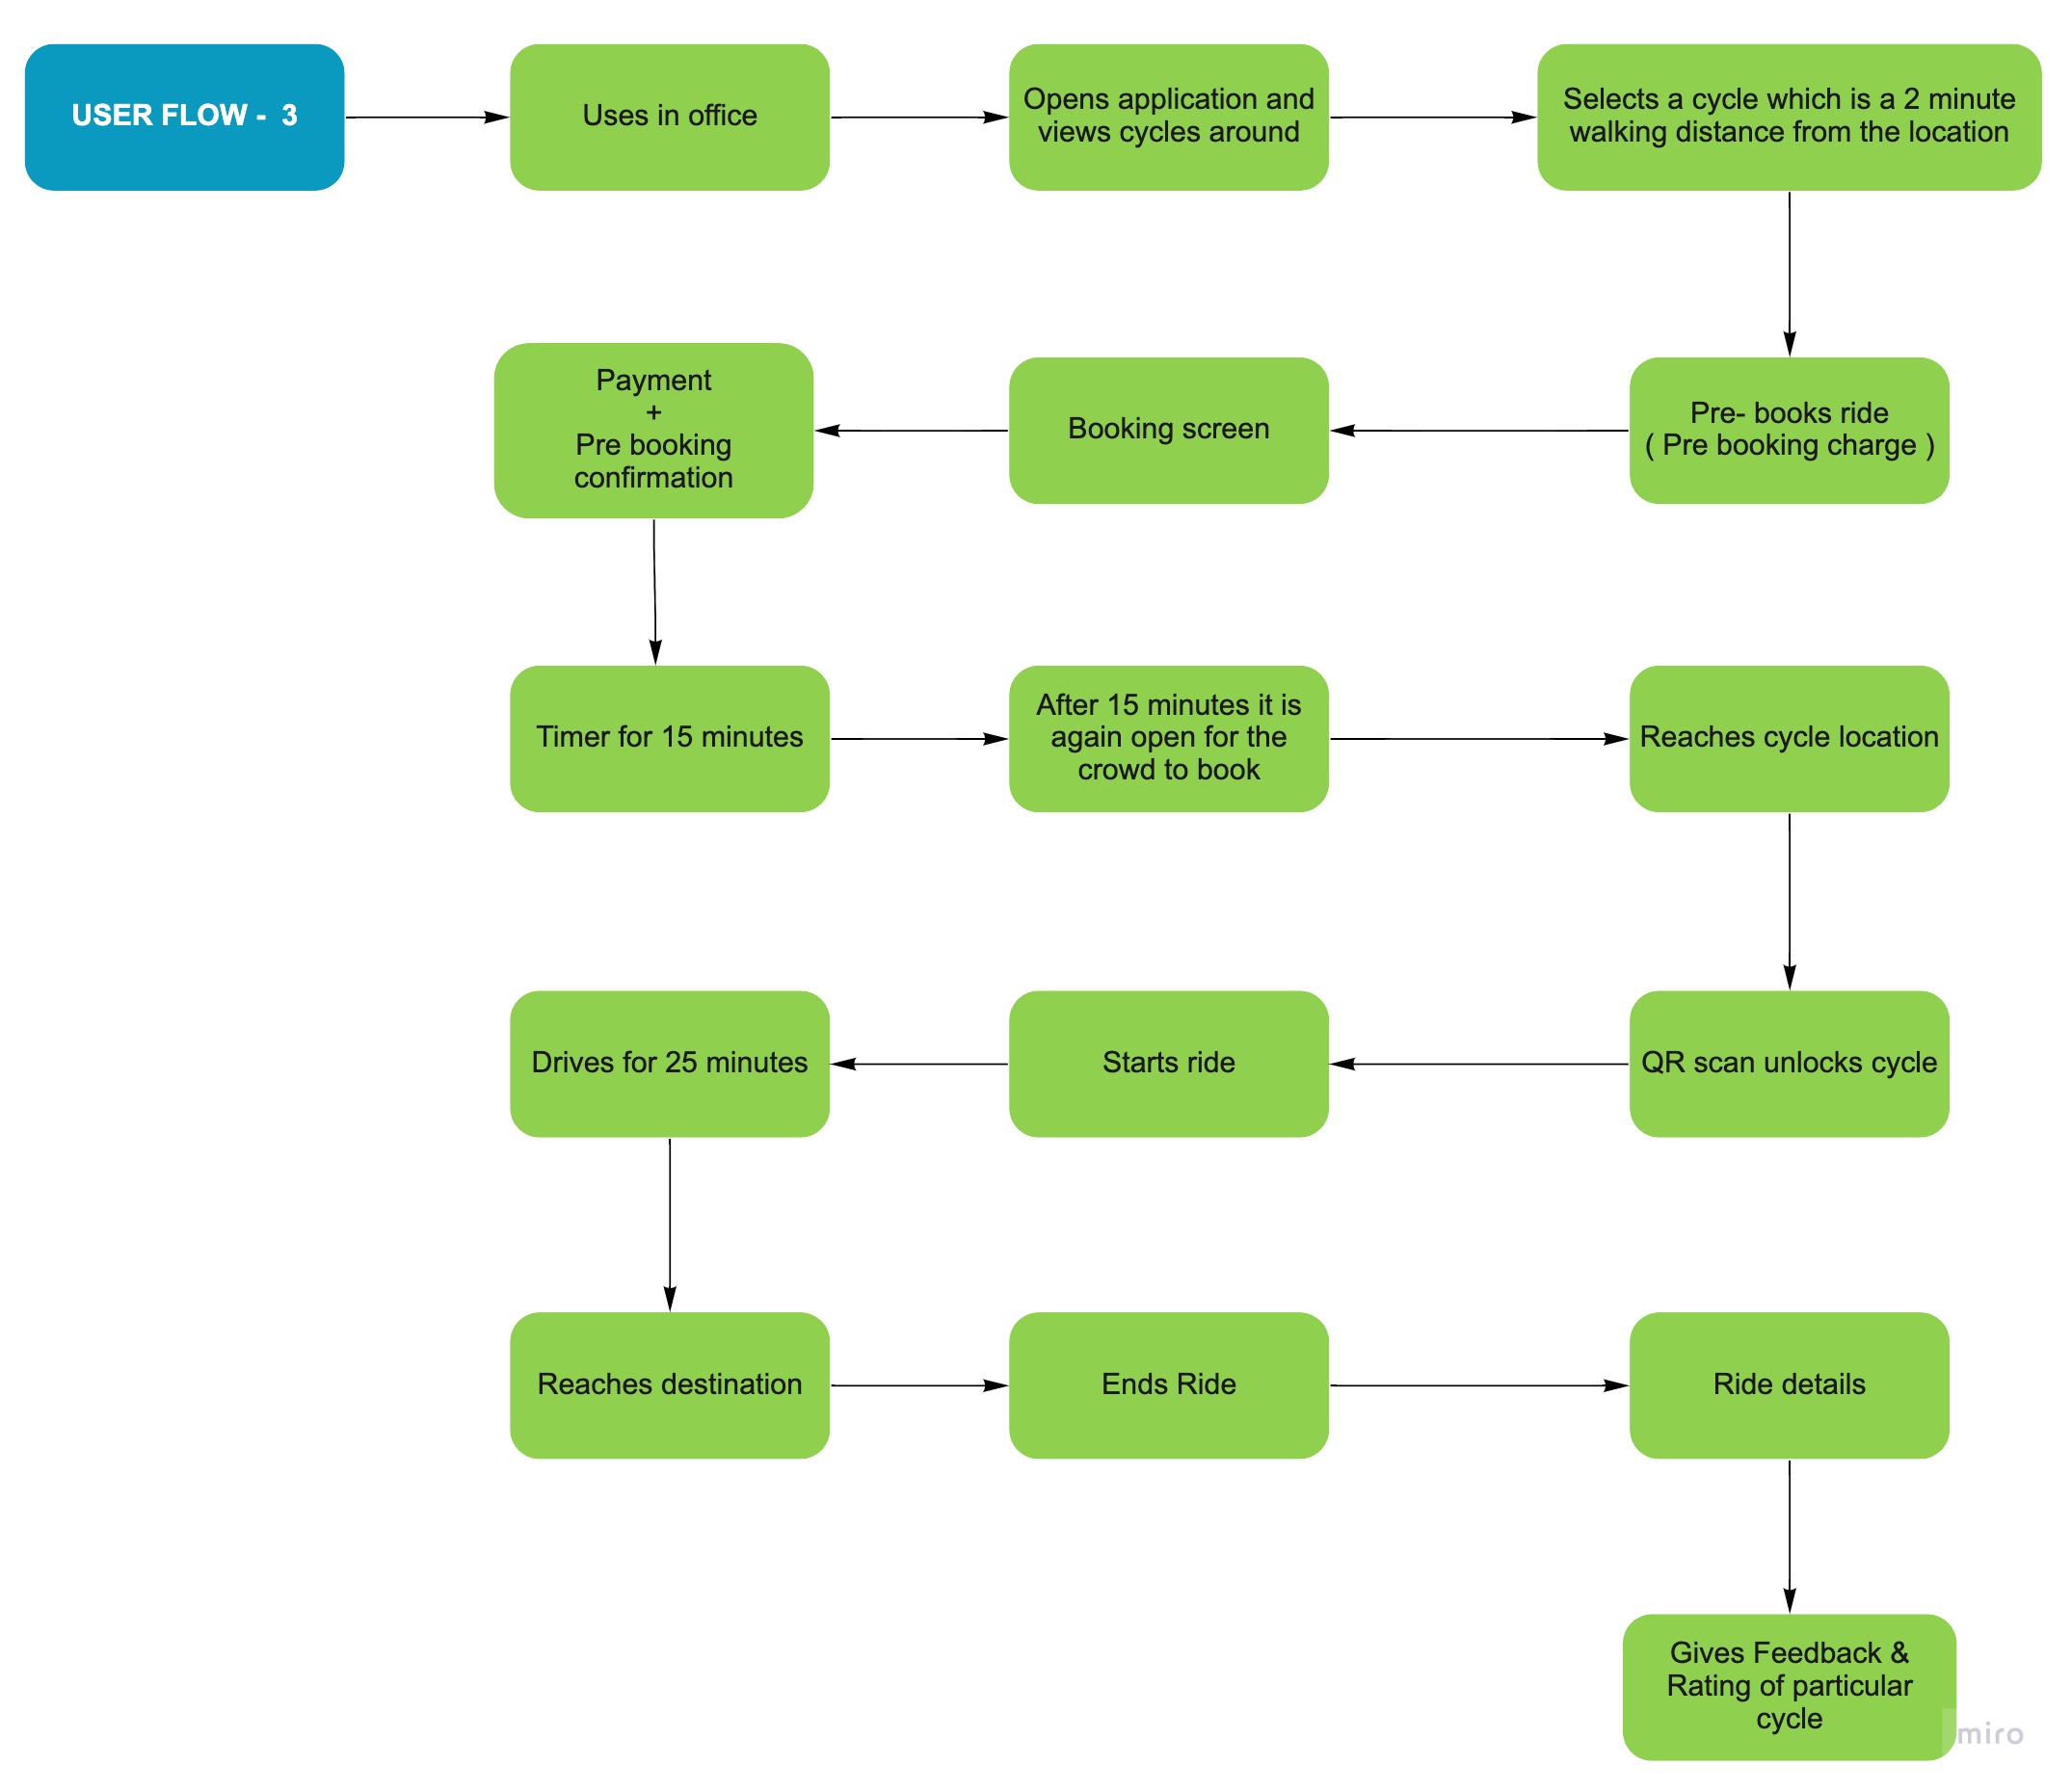 USER FLOW -  3
Uses in office
Opens application and
views cycles around
Selects a cycle which is a 2 minute
walking distance from the location
Pre- books ride
( Pre booking charge )
Booking screen
Payment
+
Pre booking
confirmation
Timer for 15 minutes
After 15 minutes it is
again open for the
crowd to book
Reaches cycle location
QR scan unlocks cycle
Starts ride
Drives for 25 minutes
Reaches destination
Ends Ride
Ride details
Gives Feedback &
Rating of particular
cycle
miro